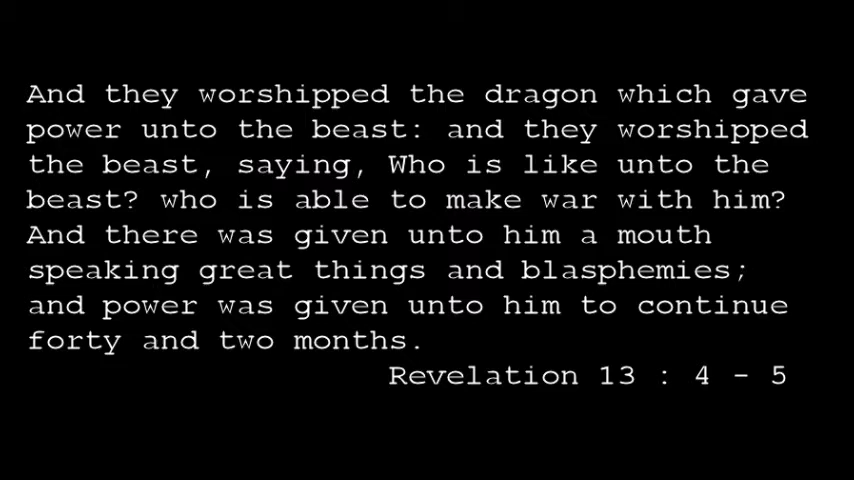 And they worshipped the dragon which gave
power unto the beast: and they worshipped
the beast, saying, Who is like unto the
beast? who is able to make war with him?
And there was given unto him a mouth
speaking great things and blasphemies;
and power was given unto him to continue
forty and two months.
Revelation 13 : 4 - 5